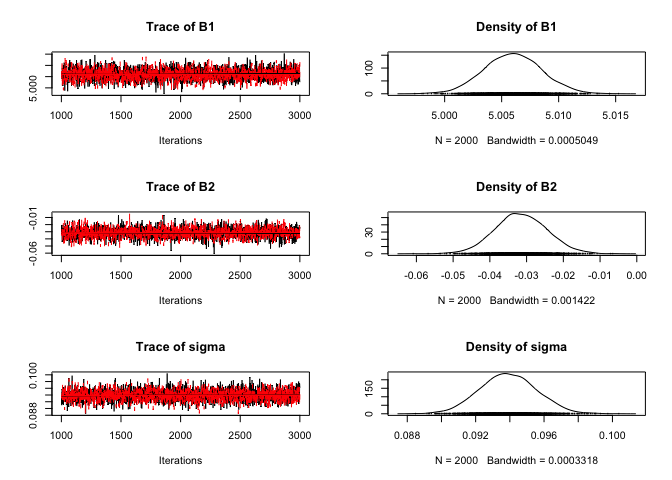 Trace of B1
5.000
1000 1500 2000 2500 3000
Iterations
Density of B1
0 100
5.000 5.005 5.010 5.015
N = 2000 Bandwidth = 0.0005049
Trace of B2
-0.06 -0.01
1000 1500 2000 2500 3000
Iterations
Density of B2
0 30
-0.06 -0.05 -0.04 -0.03 -0.02 -0.01 0.00
N = 2000 Bandwidth = 0.001422
Trace of sigma
0.088 0.100
1000 1500 2000 2500 3000
Iterations
Density of sigma
0 150
0.088 0.092 0.096 0.100
N = 2000 Bandwidth = 0.0003318